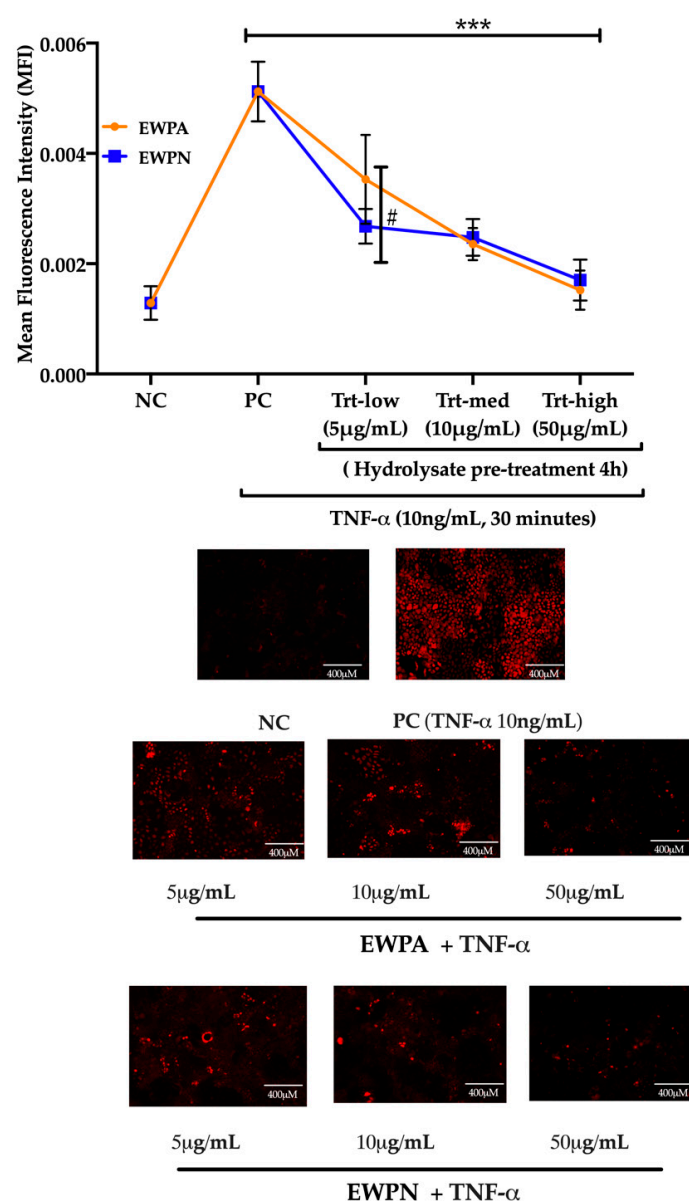 ***
0.006
0.004
0.002
0.000
Mean Fluorescence Intensity (MFI)
EWPA
EWPN
#
NC PC Trt-low Trt-med Trt-high
(5μg/mL) (10μg/mL) (50μg/mL)
( Hydrolysate pre-treatment 4h)
TNF-α (10ng/mL, 30 minutes)
400μM 400μM
NC PC (TNF-α 10ng/mL)
400μM 400μM 400μM
5μg/mL 10μg/mL 50μg/mL
EWPA + TNF-α
400μM 400μM 400μM
5μg/mL 10μg/mL 50μg/mL
EWPN + TNF-α